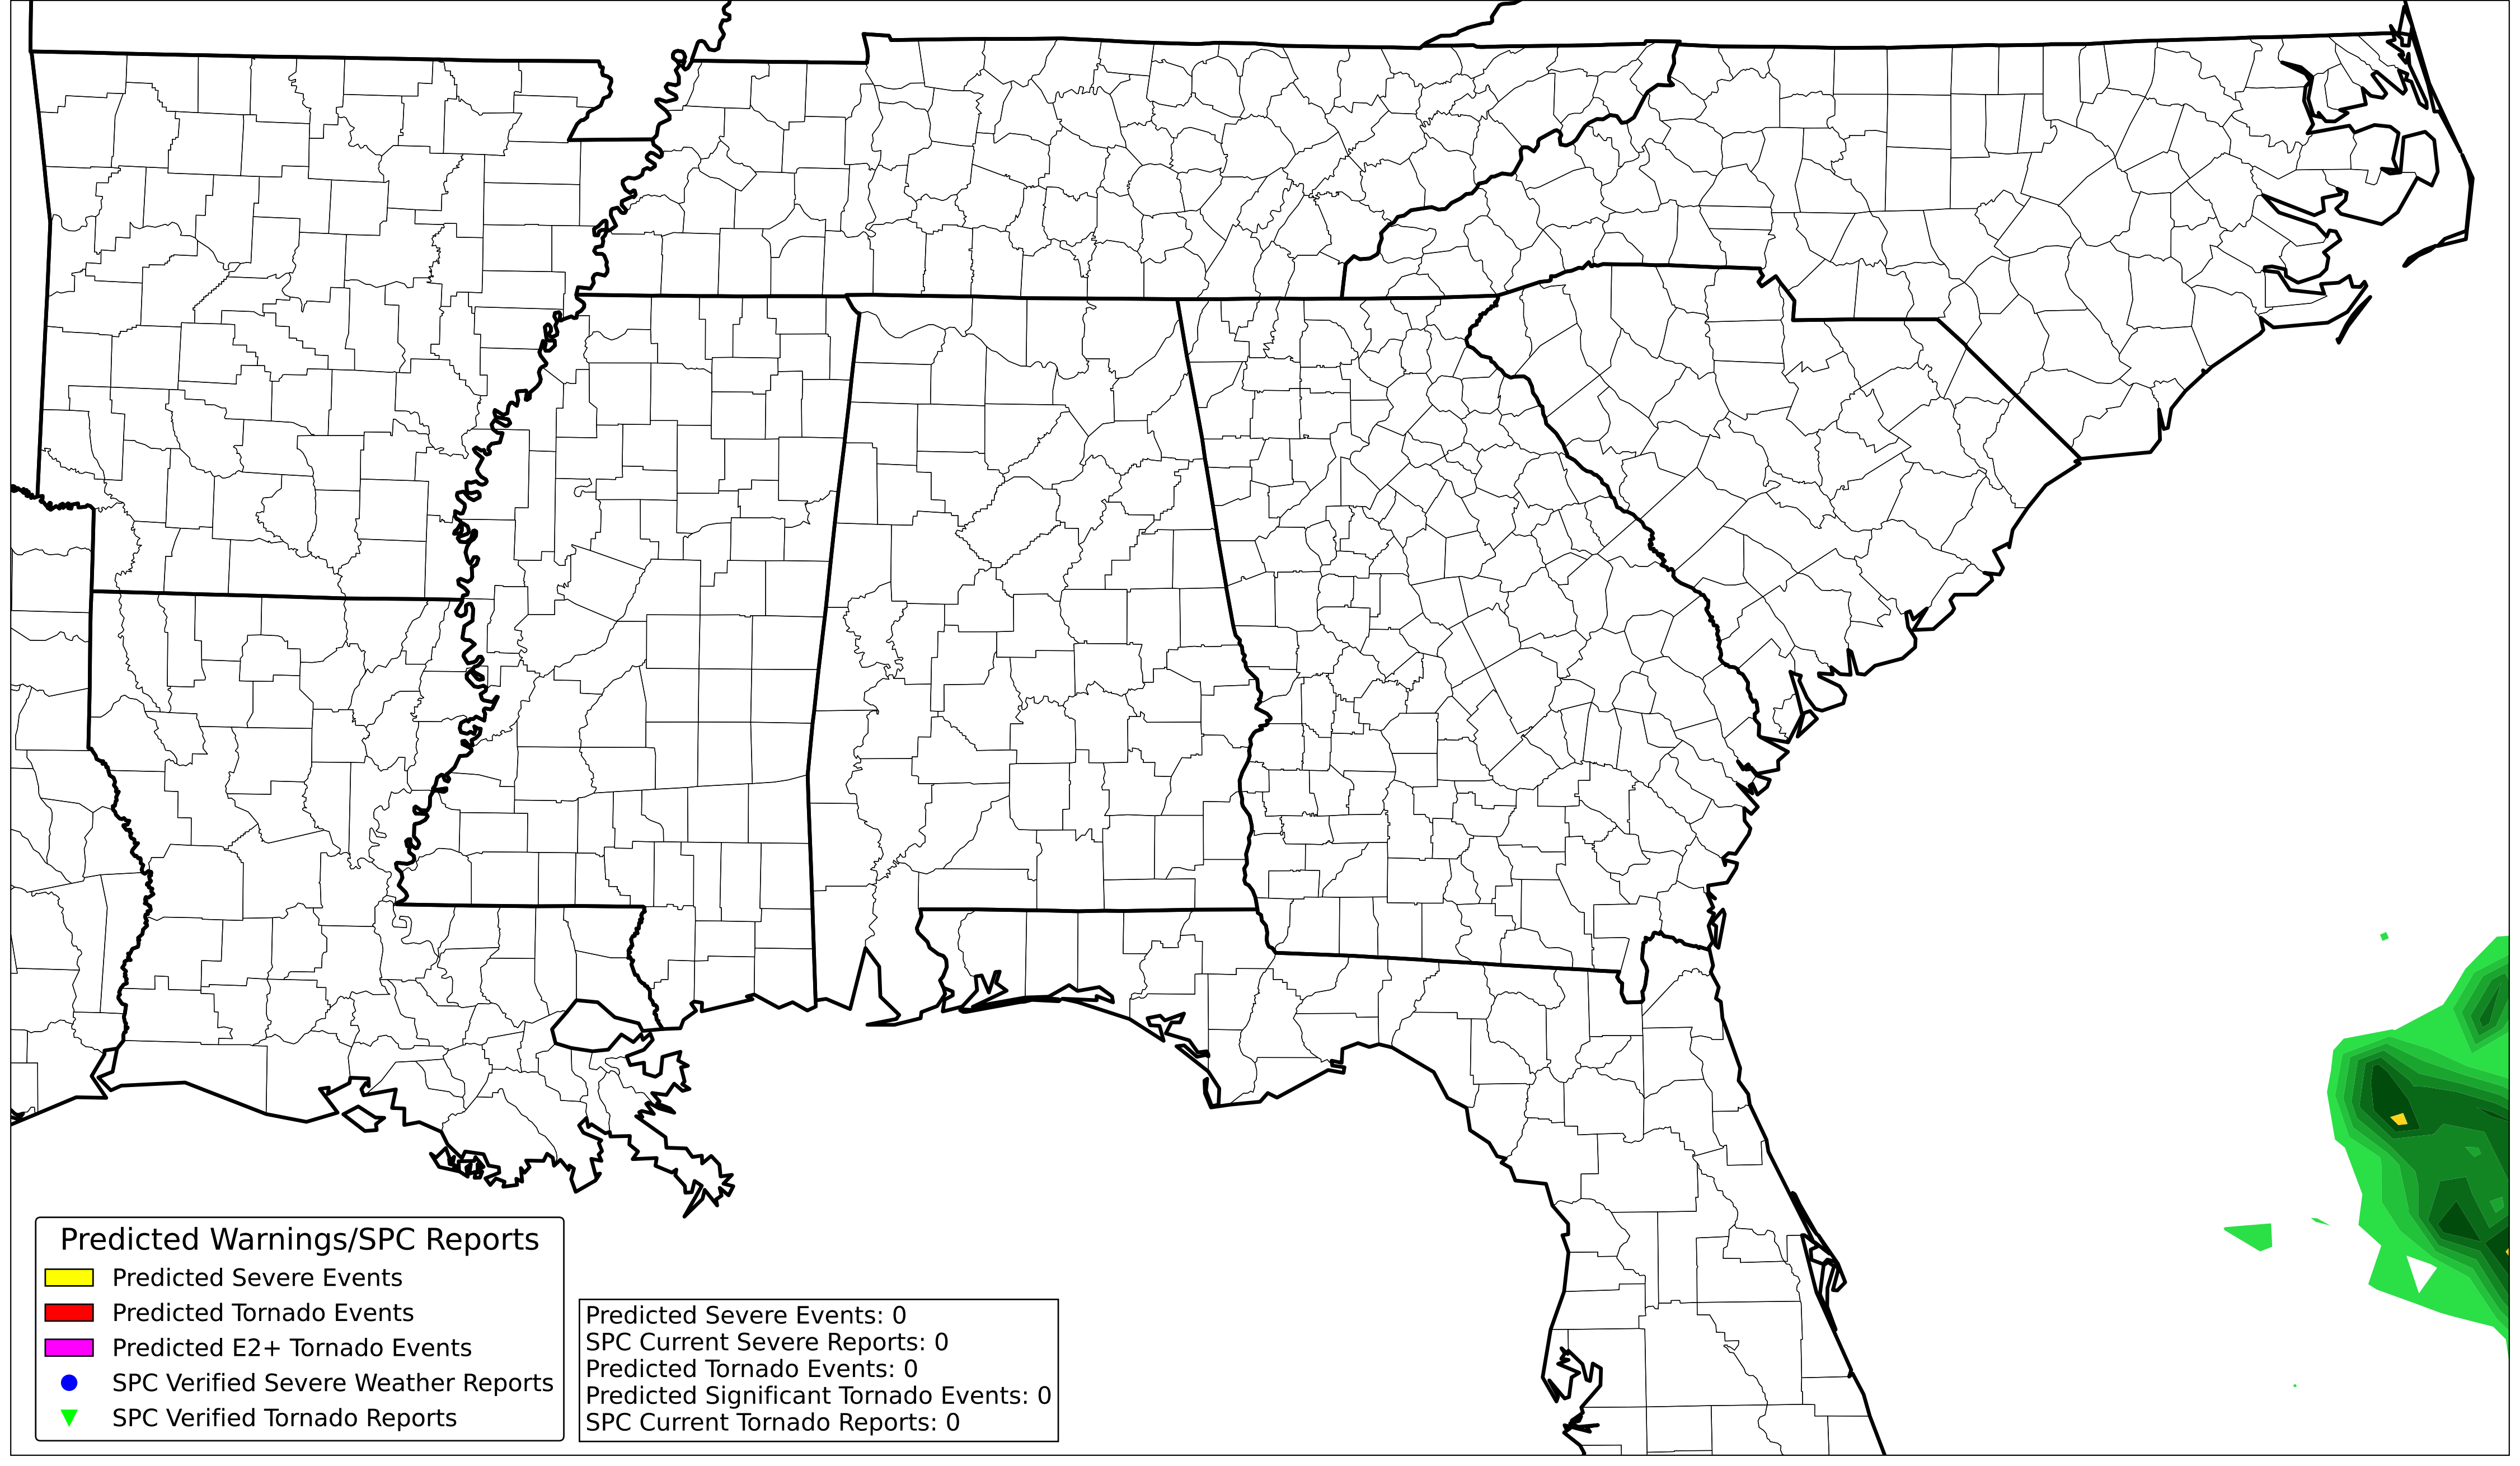 Predicted Warnings/SPC Reports
Predicted Severe Events
Predicted Tornado Events
Predicted E2+ Tornado Events
SPC Verified Severe Weather Reports
SPC Verified Tornado Reports
Predicted Severe Events: 0
SPC Current Severe Reports: 0
Predicted Tornado Events: 0
Predicted Significant Tornado Events: 0
SPC Current Tornado Reports: 0